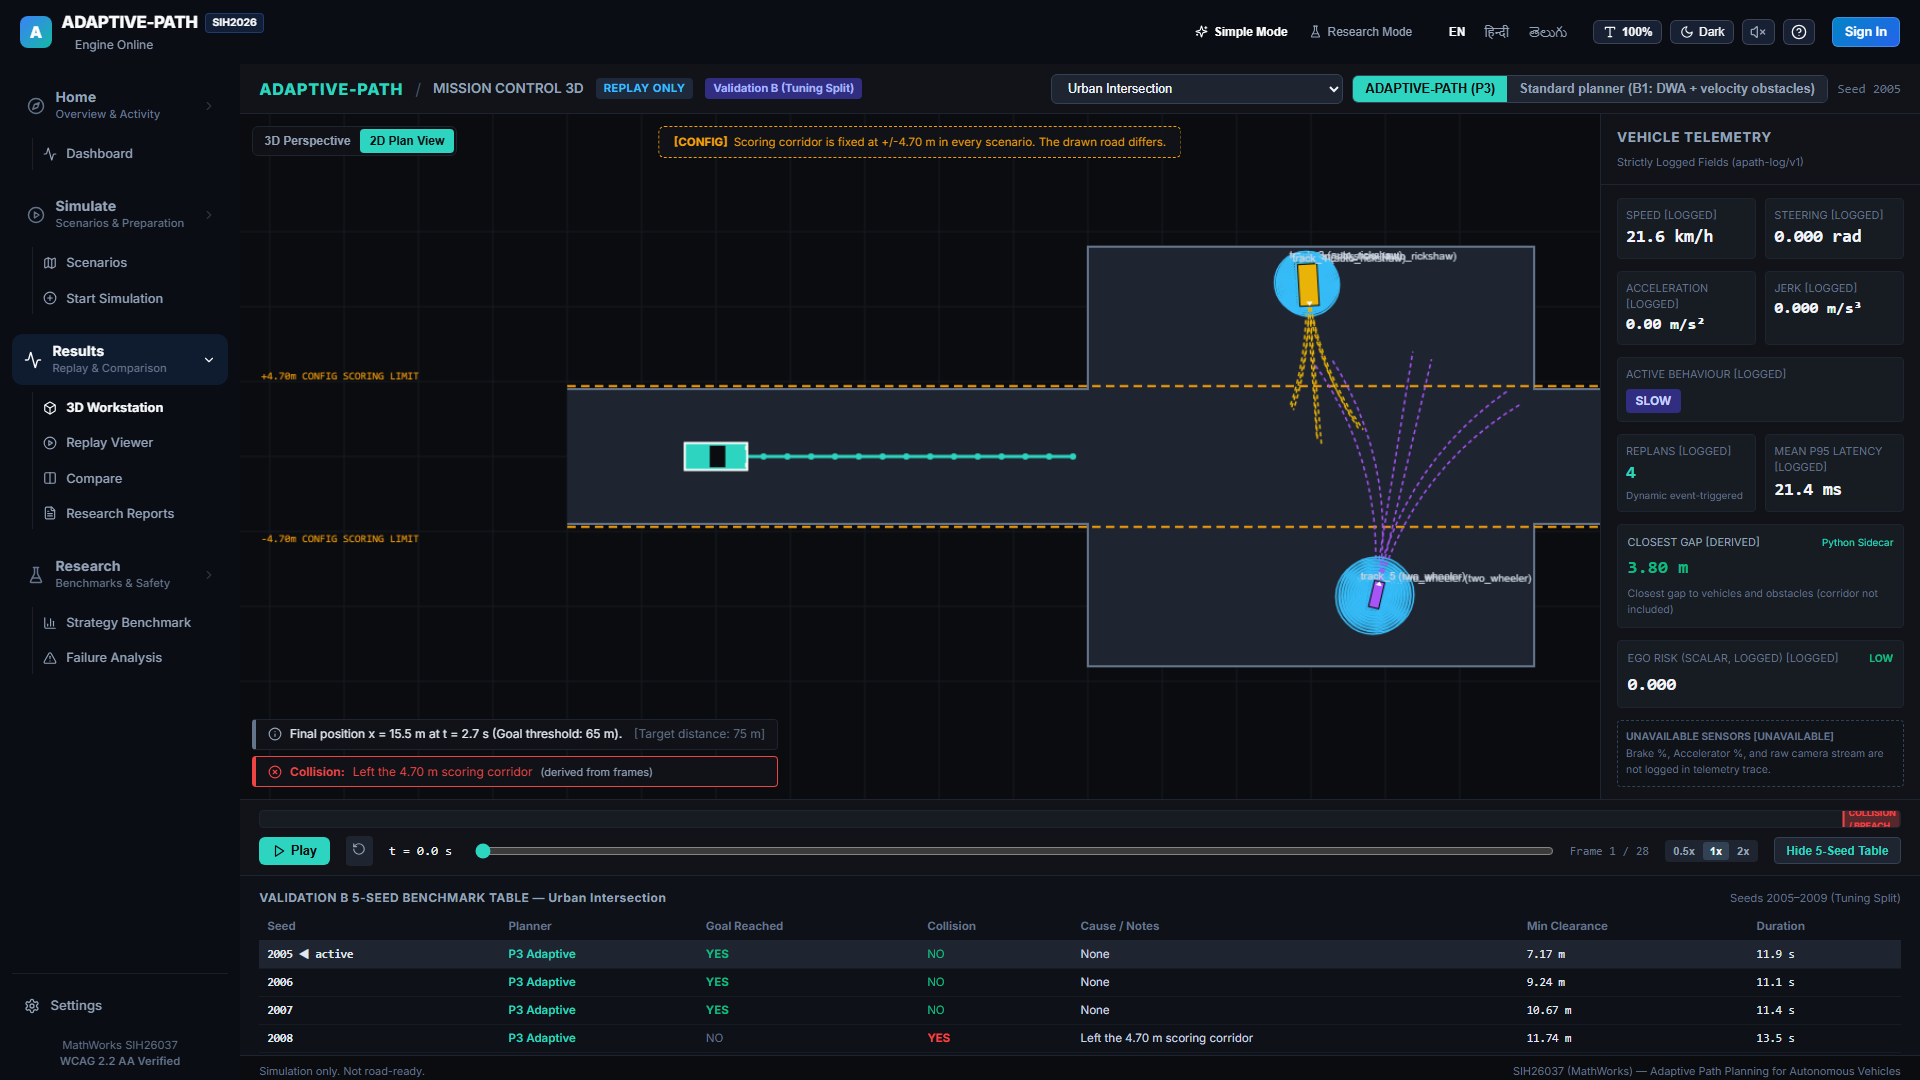 A
ADAPTIVE-PATH
SIH2026
Engine Online
Simple Mode
Research Mode
EN
हिन्दी
తెలుగు
100%
Dark
Sign In
Home
Overview & Activity
Dashboard
Simulate
Scenarios & Preparation
Scenarios
Start Simulation
Results
Replay & Comparison
3D Workstation
Replay Viewer
Compare
Research Reports
Research
Benchmarks & Safety
Strategy Benchmark
Failure Analysis
Settings
MathWorks SIH26037
WCAG 2.2 AA Verified
ADAPTIVE-PATH / MISSION CONTROL 3D
REPLAY ONLY
Validation B (Tuning Split)
Urban Intersection
ADAPTIVE-PATH (P3)
Standard planner (B1: DWA + velocity obstacles)
Seed 2005
3D Perspective
2D Plan View
[CONFIG] Scoring corridor is fixed at +/-4.70 m in every scenario. The drawn road differs.
+4.70m CONFIG SCORING LIMIT
-4.70m CONFIG SCORING LIMIT
track_5 (two_wheeler)
Final position x = 15.5 m at t = 2.7 s (Goal threshold: 65 m). [Target distance: 75 m]
Collision: Left the 4.70 m scoring corridor (derived from frames)
VEHICLE TELEMETRY
Strictly Logged Fields (apath-log/v1)
SPEED [LOGGED]
21.6 km/h
STEERING [LOGGED]
0.000 rad
ACCELERATION
[LOGGED]
0.00 m/s²
JERK [LOGGED]
0.000 m/s³
ACTIVE BEHAVIOUR [LOGGED]
SLOW
REPLANS [LOGGED]
4
Dynamic event-triggered
MEAN P95 LATENCY
[LOGGED]
21.4 ms
CLOSEST GAP [DERIVED]
Python Sidecar
3.80 m
Closest gap to vehicles and obstacles (corridor not
included)
EGO RISK (SCALAR, LOGGED) [LOGGED]
LOW
0.000
UNAVAILABLE SENSORS [UNAVAILABLE]
Brake %, Accelerator %, and raw camera stream are
not logged in telemetry trace.
COLLISION
/ BREACH
Play
t = 0.0 s
Frame 1 / 28
0.5x
1x
2x
Hide 5-Seed Table
VALIDATION B 5-SEED BENCHMARK TABLE — Urban Intersection
Seeds 2005–2009 (Tuning Split)
Seed Planner Goal Reached Collision Cause / Notes Min Clearance Duration
2005 ◀ active P3 Adaptive YES NO None 7.17 m 11.9 s
2006 P3 Adaptive YES NO None 9.24 m 11.1 s
2007 P3 Adaptive YES NO None 10.67 m 11.4 s
2008 P3 Adaptive NO YES Left the 4.70 m scoring corridor 11.74 m 13.5 s
Simulation only. Not road-ready.
SIH26037 (MathWorks) — Adaptive Path Planning for Autonomous Vehicles